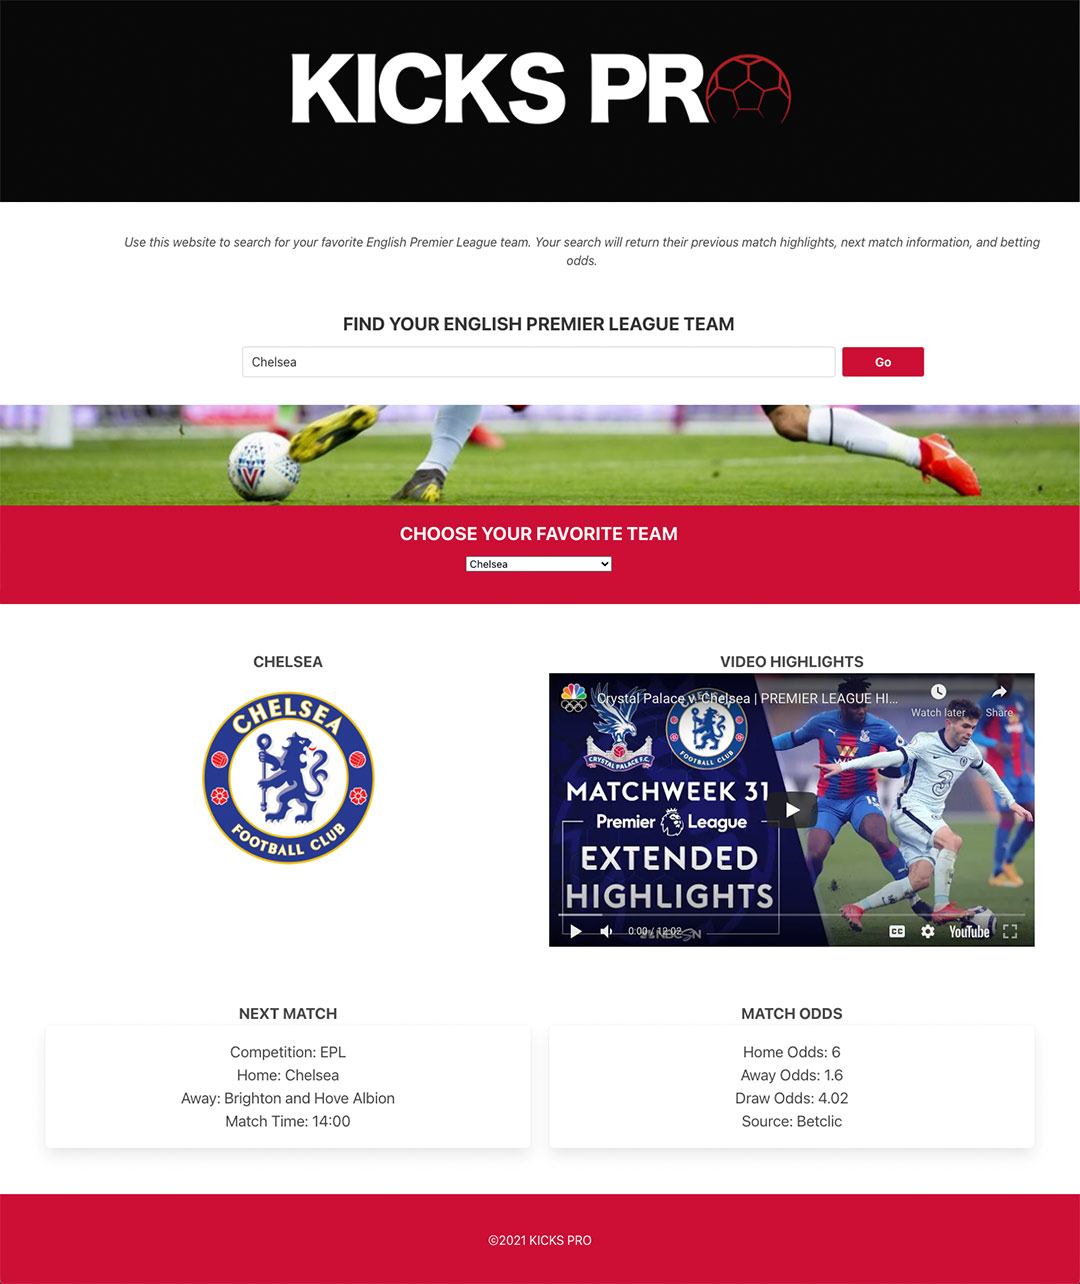 KICKS PRO
Use this website to search for your favorite English Premier League team. Your search will return their previous match highlights, next match information, and betting
odds.
FIND YOUR ENGLISH PREMIER LEAGUE TEAM
Chelsea
Go
CHOOSE YOUR FAVORITE TEAM
Chelsea
CHELSEA
CHELSEA
FOOTBALL CLUB
VIDEO HIGHLIGHTS
Crystal Palace v. Chelsea | PREMIER LEAGUE HI...
Watch later
Share
CRYSTAL PALACE F.C.
FOOTBALL CLUB
MATCHWEEK 31
Premier League
EXTENDED
HIGHLIGHTS
0:00 / 12:02
NBCSN
CC
YouTube
NEXT MATCH
Competition: EPL
Home: Chelsea
Away: Brighton and Hove Albion
Match Time: 14:00
MATCH ODDS
Home Odds: 6
Away Odds: 1.6
Draw Odds: 4.02
Source: Betclic
©2021 KICKS PRO